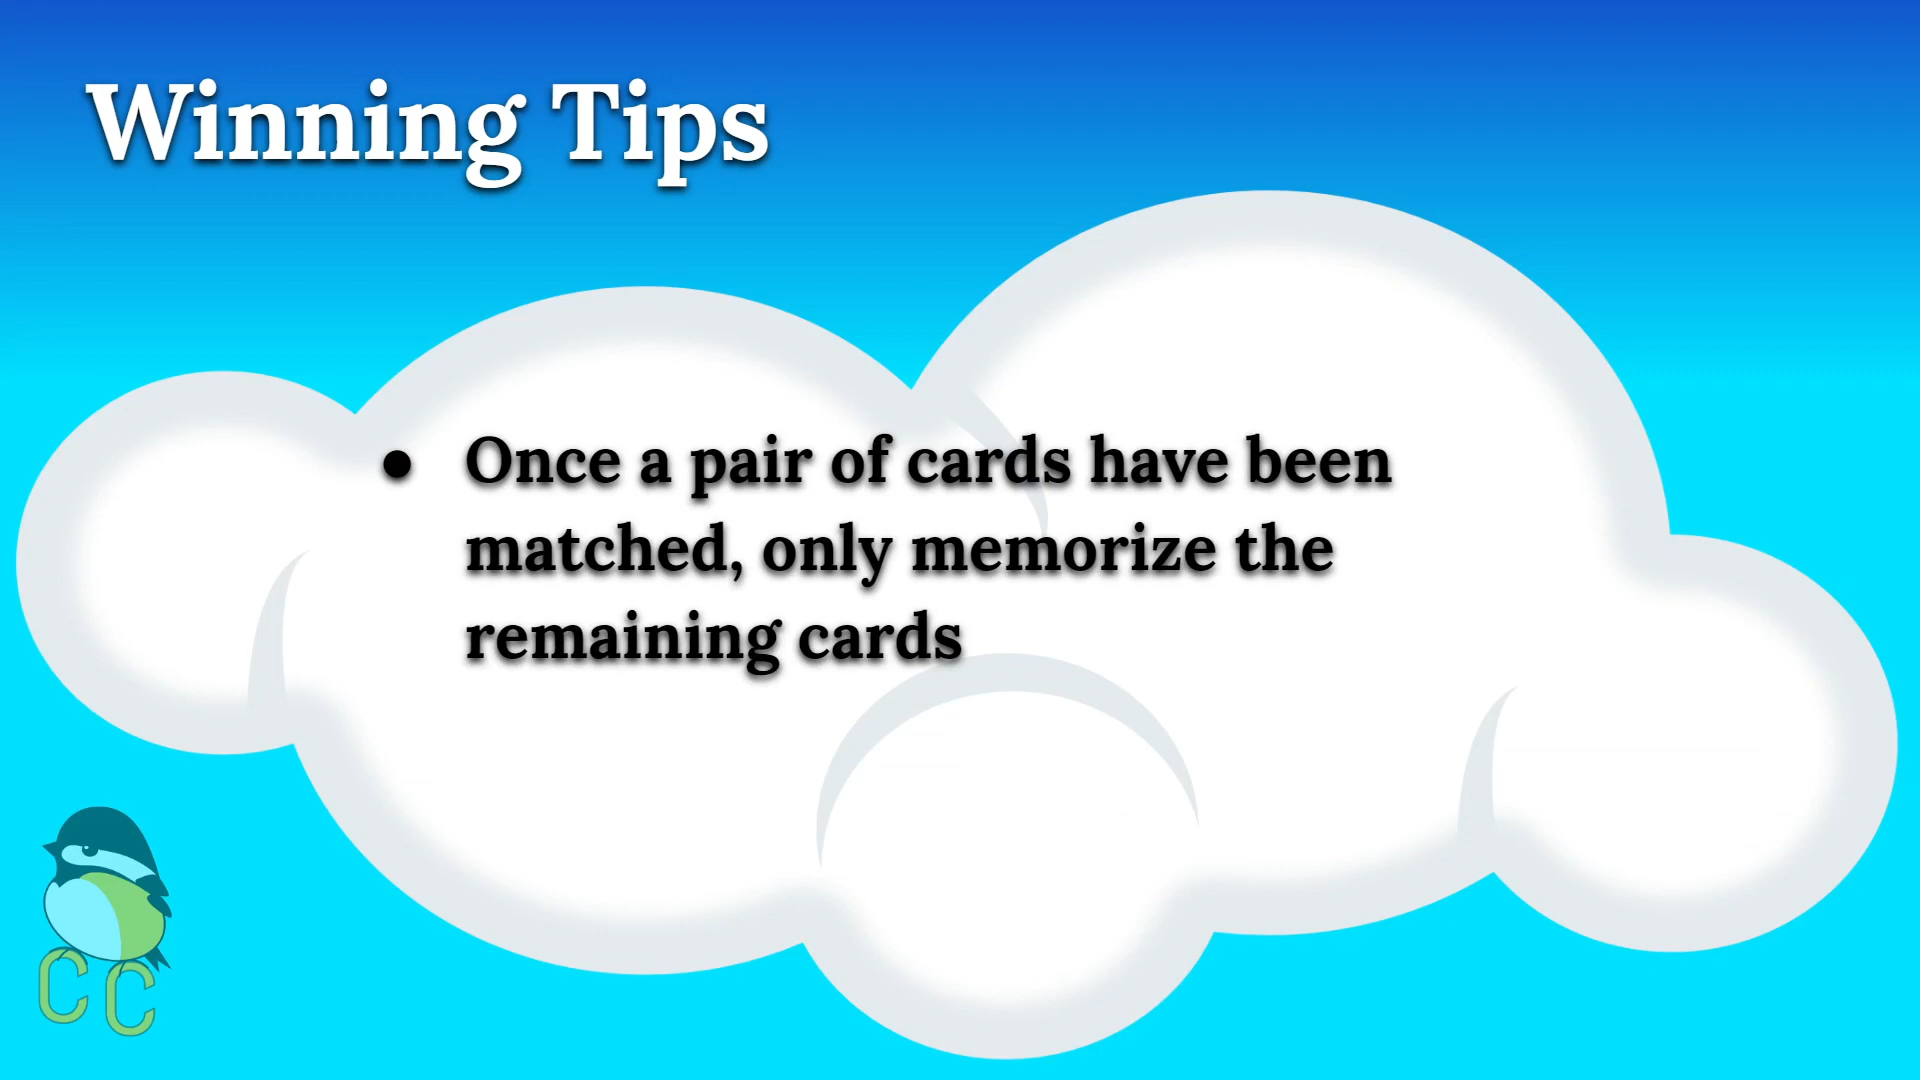 Winning Tips
● Once a pair of cards have been
matched, only memorize the
remaining cards
CC